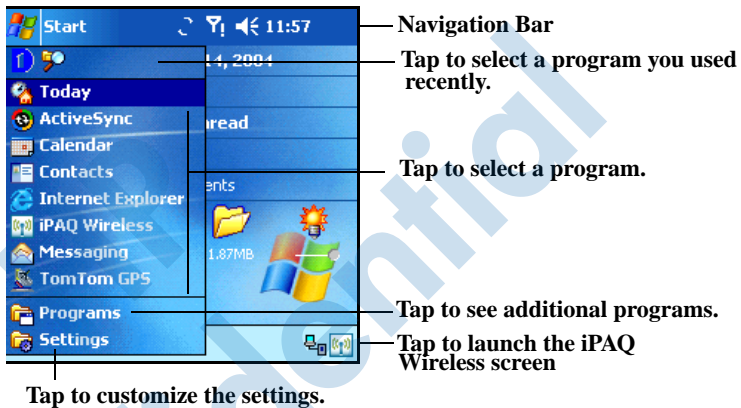 Start 11:57
Navigation Bar
14, 2004
Tap to select a program you used
recently.
Today
ActiveSync
Calendar
Contacts
Internet Explorer
iPAQ Wireless
Messaging
TomTom GPS
Programs
Settings
read
ents
1.87MB
Tap to select a program.
Tap to see additional programs.
Tap to launch the iPAQ
Wireless screen
Tap to customize the settings.